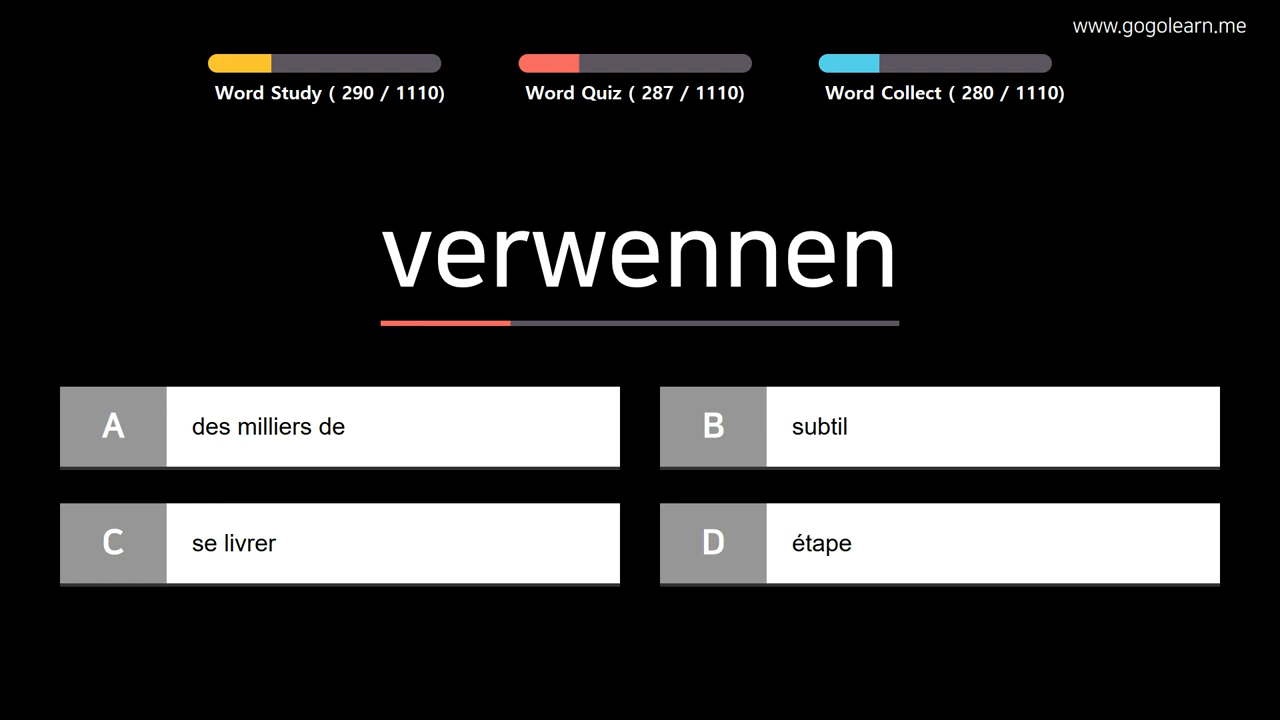 www.gogolearn.me
Word Study ( 290 / 1110)
Word Quiz ( 287 / 1110)
Word Collect ( 280 / 1110)
verwennen
A
des milliers de
B
subtil
C
se livrer
D
étape